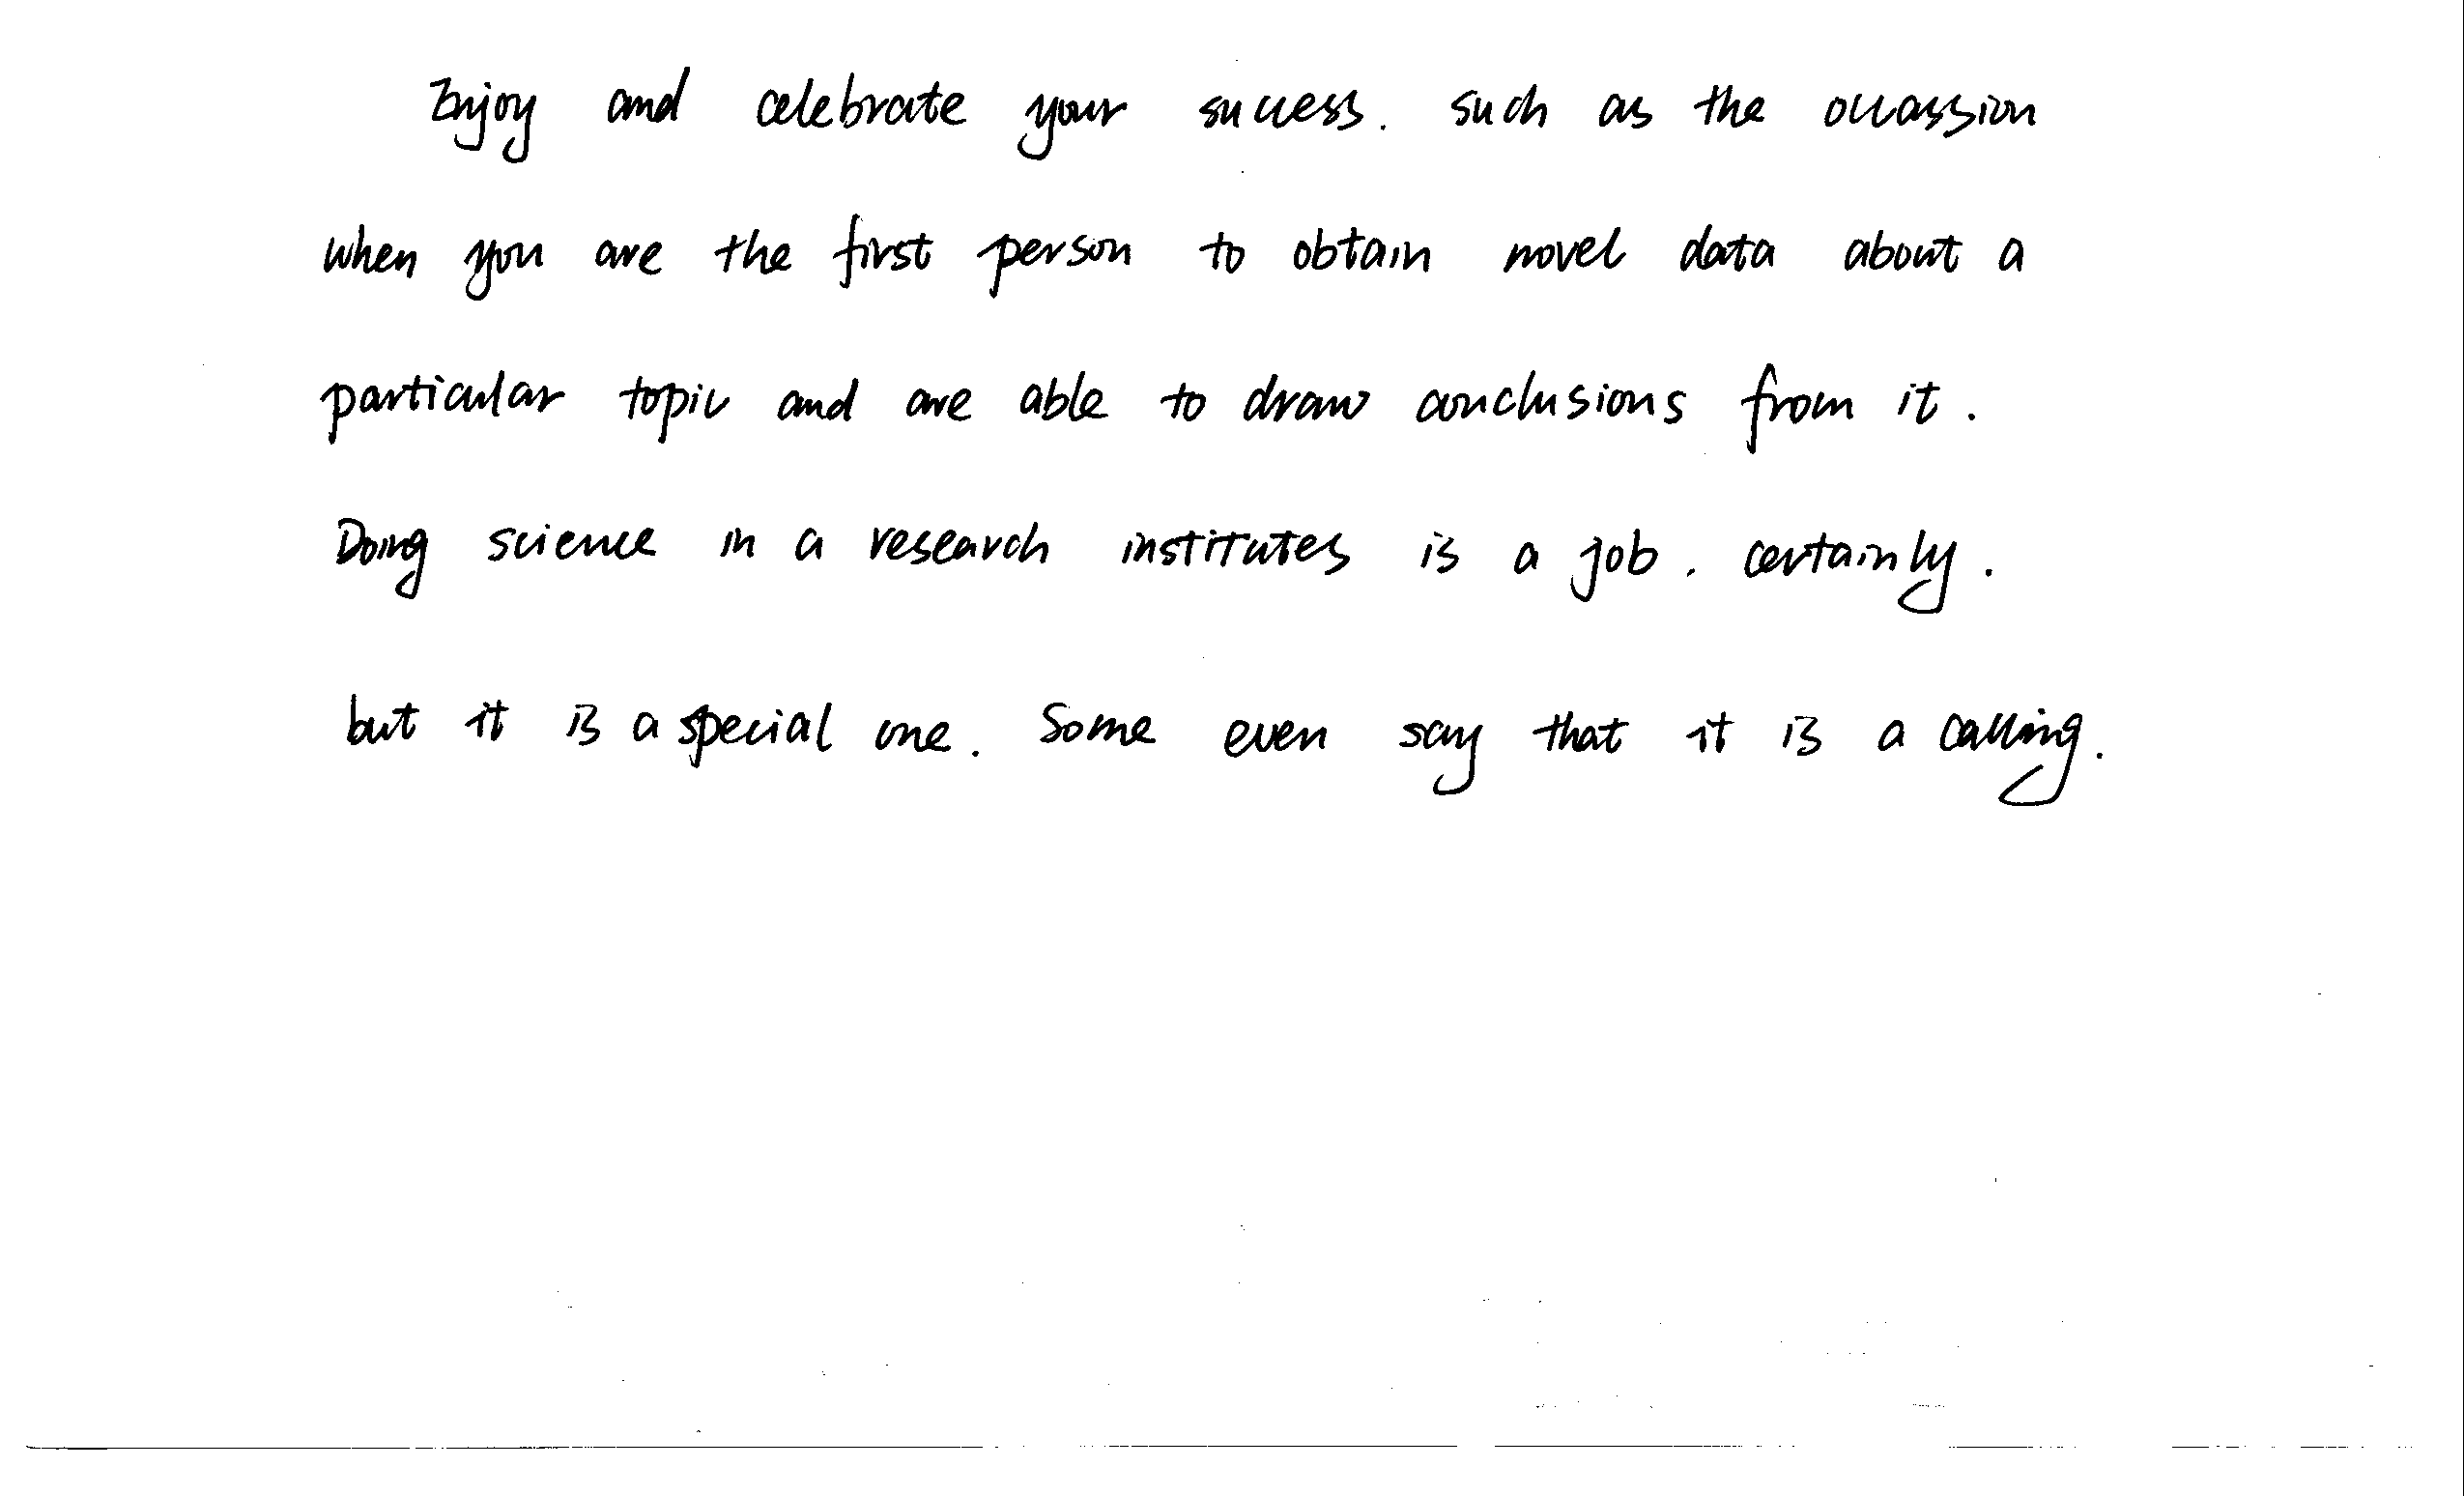 Enjoy and celebrate your success. such as the occassion
when you are the first person to obtain novel data about a
particular topic and are able to draw conclusions from it.
Doing science in a research institutes is a job. certainly.
but it is a special one. Some even say that it is a calling.